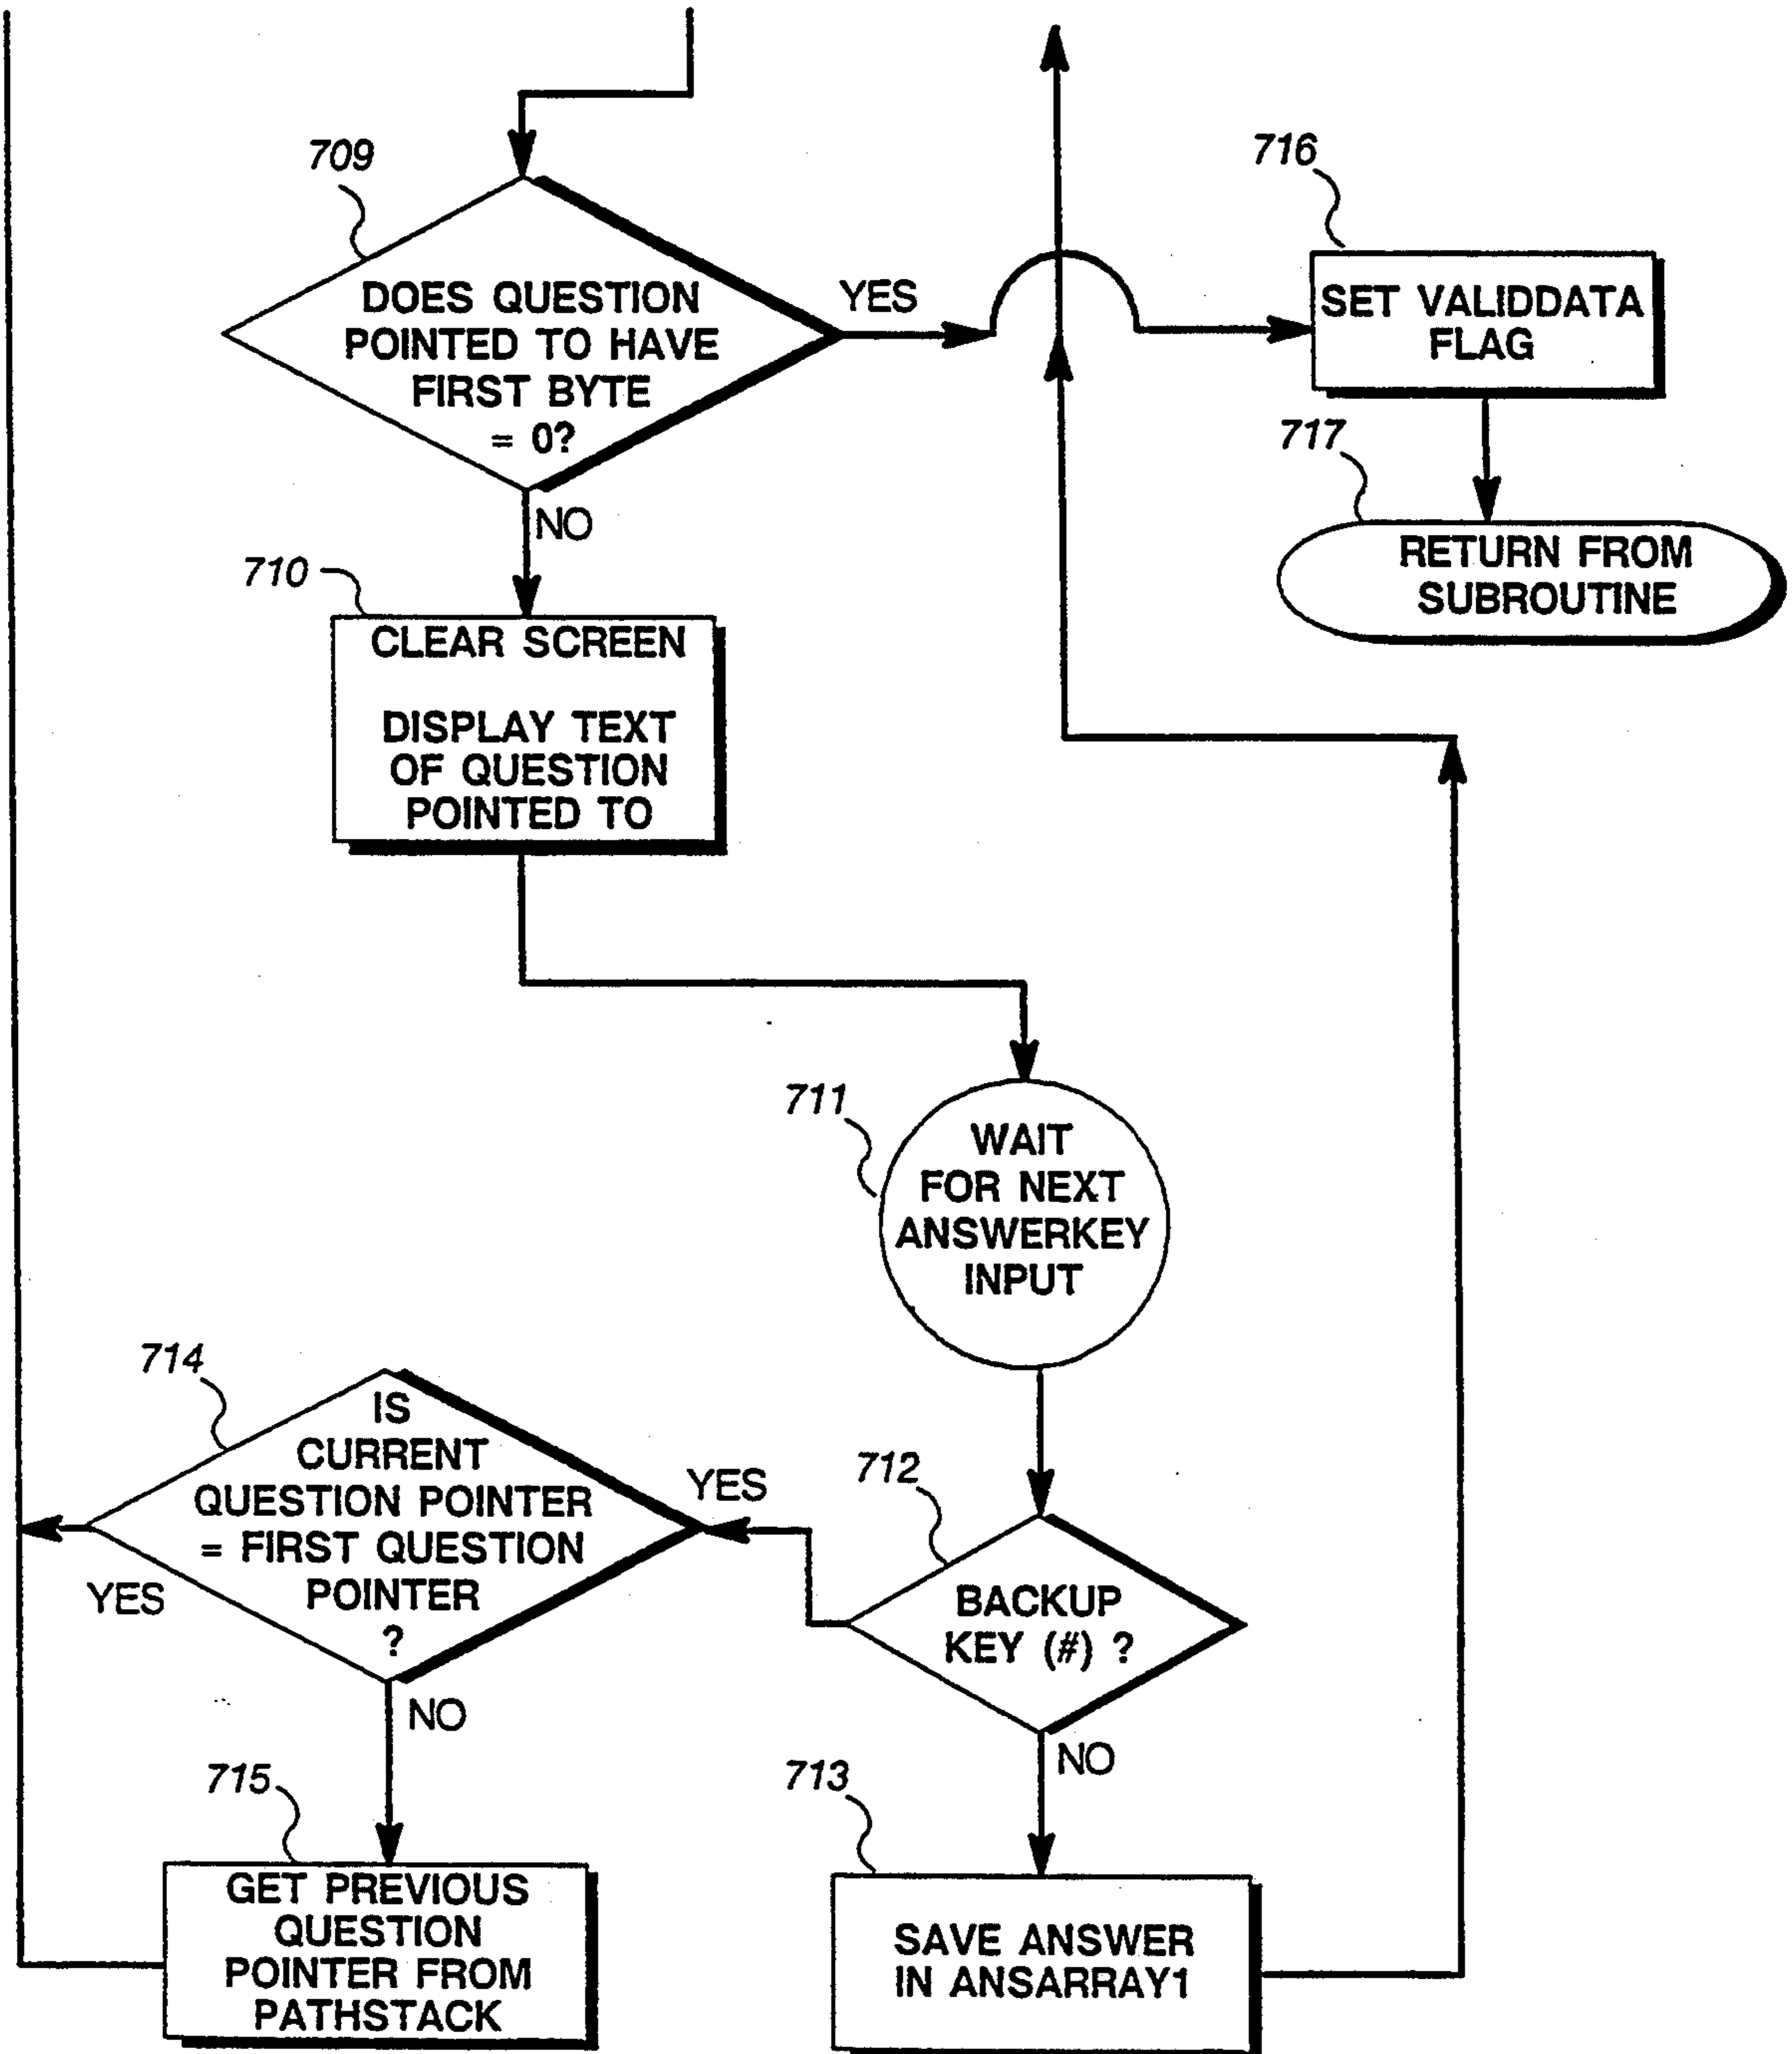 709
DOES QUESTION
POINTED TO HAVE
FIRST BYTE
= 0?
YES
NO
716
SET VALIDDATA
FLAG
717
RETURN FROM
SUBROUTINE
710
CLEAR SCREEN
DISPLAY TEXT
OF QUESTION
POINTED TO
711
WAIT
FOR NEXT
ANSWERKEY
INPUT
712
BACKUP
KEY (#) ?
YES
NO
714
IS
CURRENT
QUESTION POINTER
= FIRST QUESTION
POINTER
?
YES
NO
715
GET PREVIOUS
QUESTION
POINTER FROM
PATHSTACK
713
SAVE ANSWER
IN ANSARRAY1